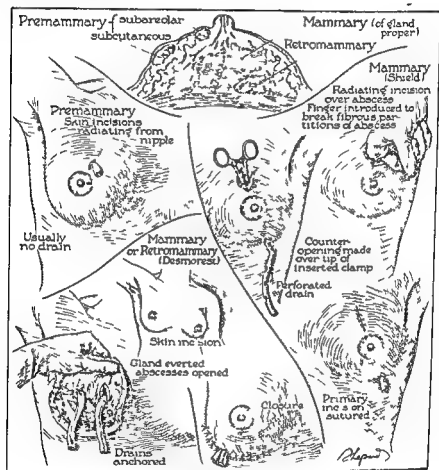 Premammary subareolar
subcutaneous
Mammary (of gland
proper)
Retromammary
Mammary
(Shield)
Radiating incision
over abscess
Finger introduced to
break fibrous par-
titions of abscess
Premammary
Skin incisions
radiating from
nipple
Usually
no drain
Counter-
opening made
over tip of
inserted clamp
Perforated
drain
Mammary
or Retromammary
(Desmorest)
Skin incision
Gland everted
abscesses opened
Drains
anchored
Closure
Primary
incision
sutured